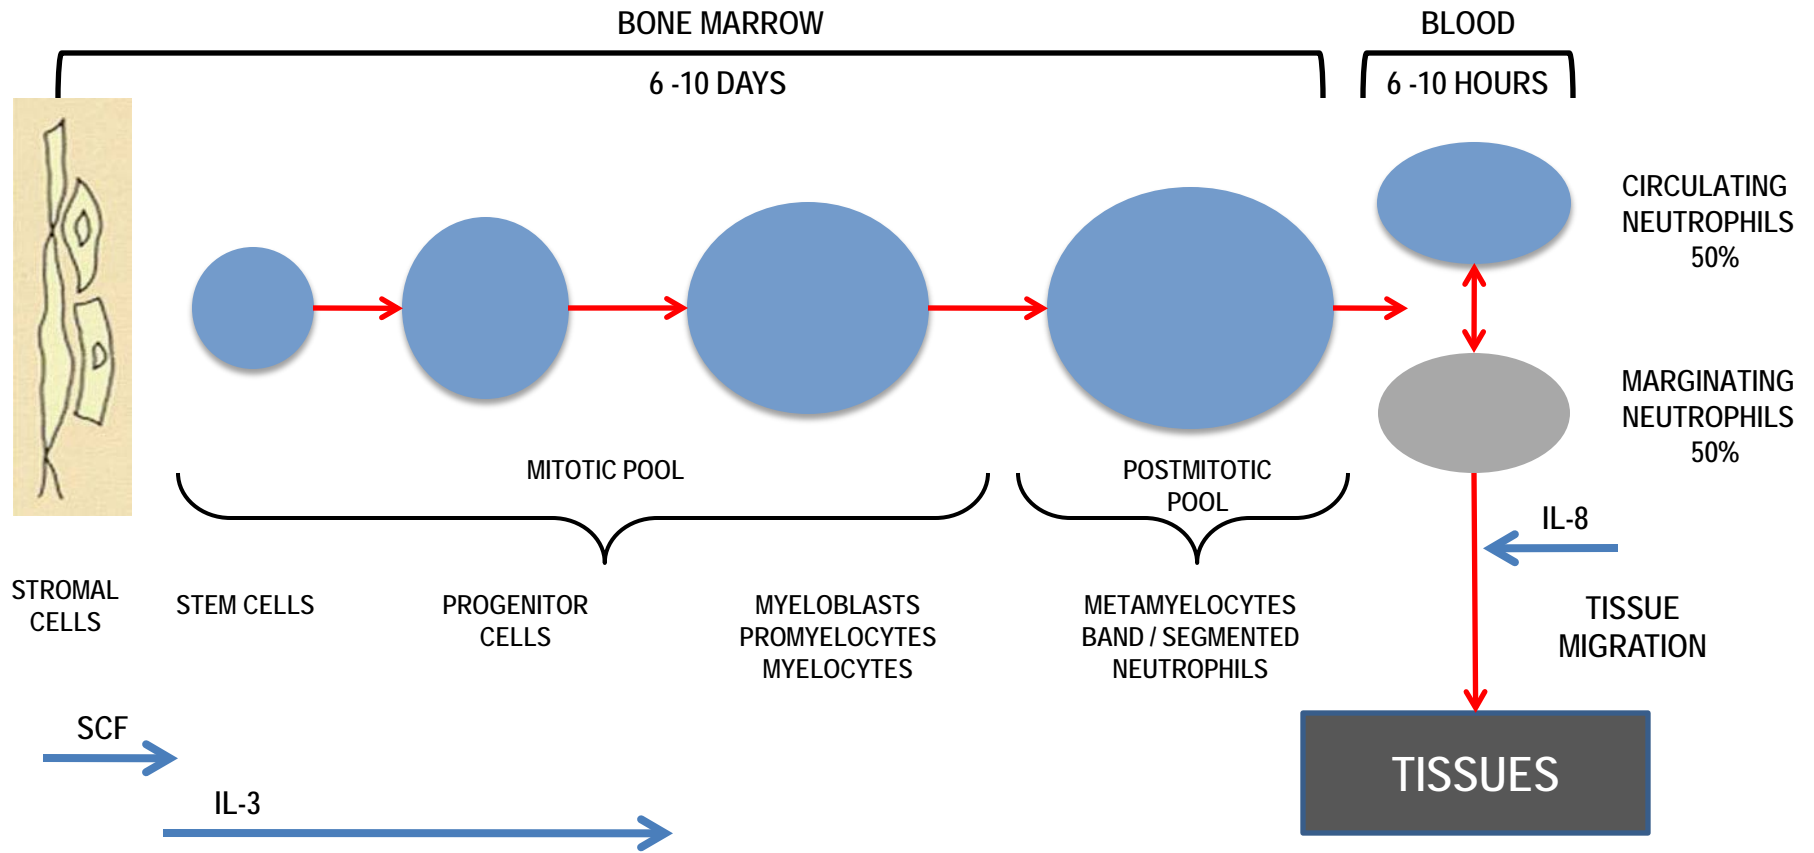 BONE MARROW
BLOOD
6 -10 DAYS
6 -10 HOURS
CIRCULATING
NEUTROPHILS
50%
MARGINATING
NEUTROPHILS
50%
MITOTIC POOL
POSTMITOTIC
POOL
IL-8
STROMAL
CELLS
STEM CELLS
PROGENITOR
CELLS
MYELOBLASTS
PROMYELOCYTES
MYELOCYTES
METAMYELOCYTES
BAND / SEGMENTED
NEUTROPHILS
TISSUE
MIGRATION
SCF
IL-3
TISSUES